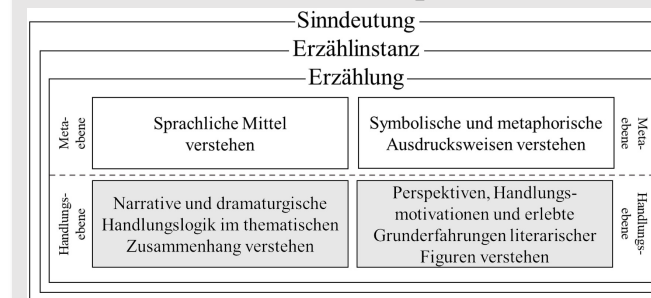 Sinndeutung
Erzählinstanz
Erzählung
Meta-
ebene
Sprachliche Mittel
verstehen
Symbolische und metaphorische
Ausdrucksweisen verstehen
Meta-
ebene
Handlungs-
ebene
Narrative und dramaturgische
Handlungslogik im thematischen
Zusammenhang verstehen
Perspektiven, Handlungs-
motivationen und erlebte
Grunderfahrungen literarischer
Figuren verstehen
Handlungs-
ebene